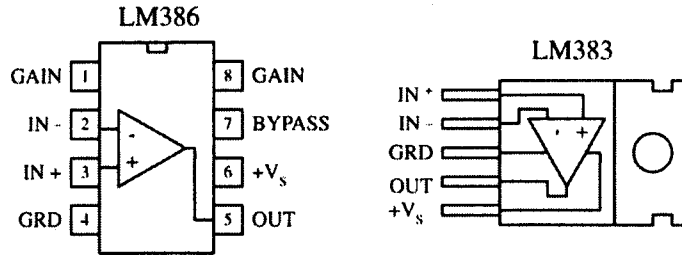 LM386
GAIN 1 8 GAIN
IN - 2 7 BYPASS
IN + 3 6 +Vs
GRD 4 5 OUT
- +
LM383
IN +
IN -
GRD
OUT
+Vs
- +